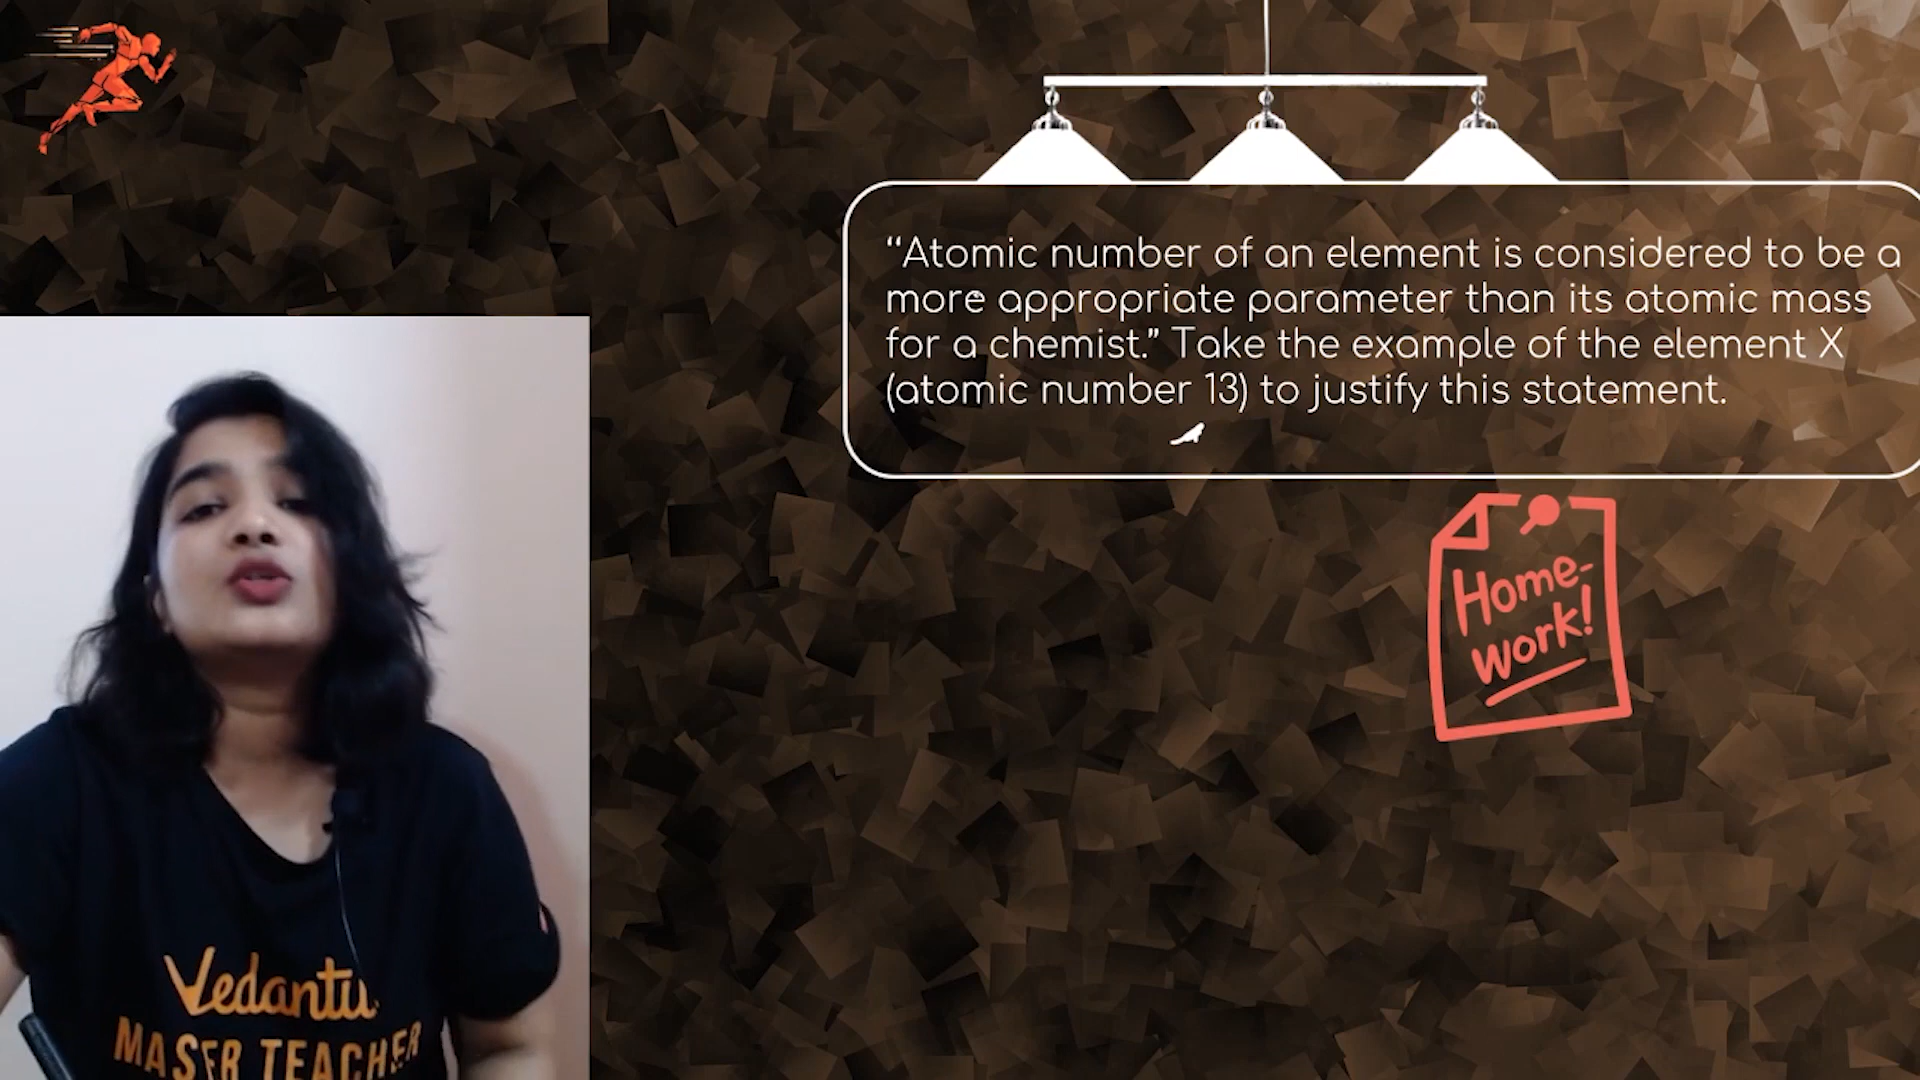 “Atomic number of an element is considered to be a
more appropriate parameter than its atomic mass
for a chemist.” Take the example of the element X
(atomic number 13) to justify this statement.
Home-
work!
Vedantu
MASTER TEACHER